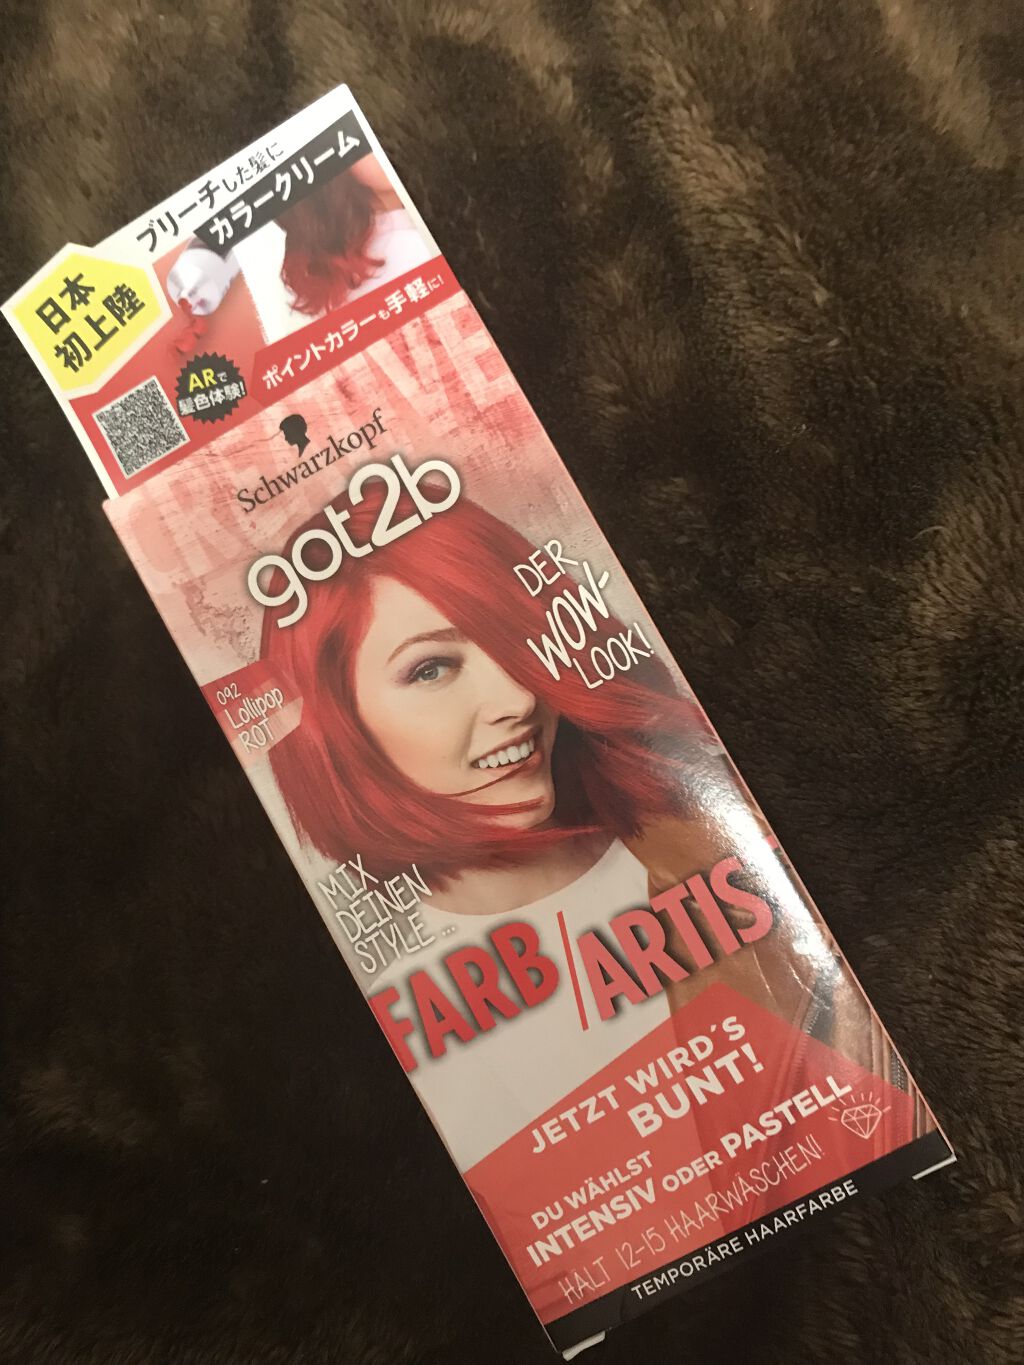 ブリーチした髪に
カラークリーム
日本
初上陸
ARで
髪色体験!
ポイントカラーも手軽に!
CREATIVE
Schwarzkopf
got2b
DER
WOW-
LOOK!
092
Lollipop
ROT
MIX
DEINEN
STYLE...
FARB/ARTIST
JETZT WIRD'S
BUNT!
DU WÄHLST
INTENSIV ODER PASTELL
HÄLT 12-15 HAARWÄSCHEN!
TEMPORÄRE HAARFARBE